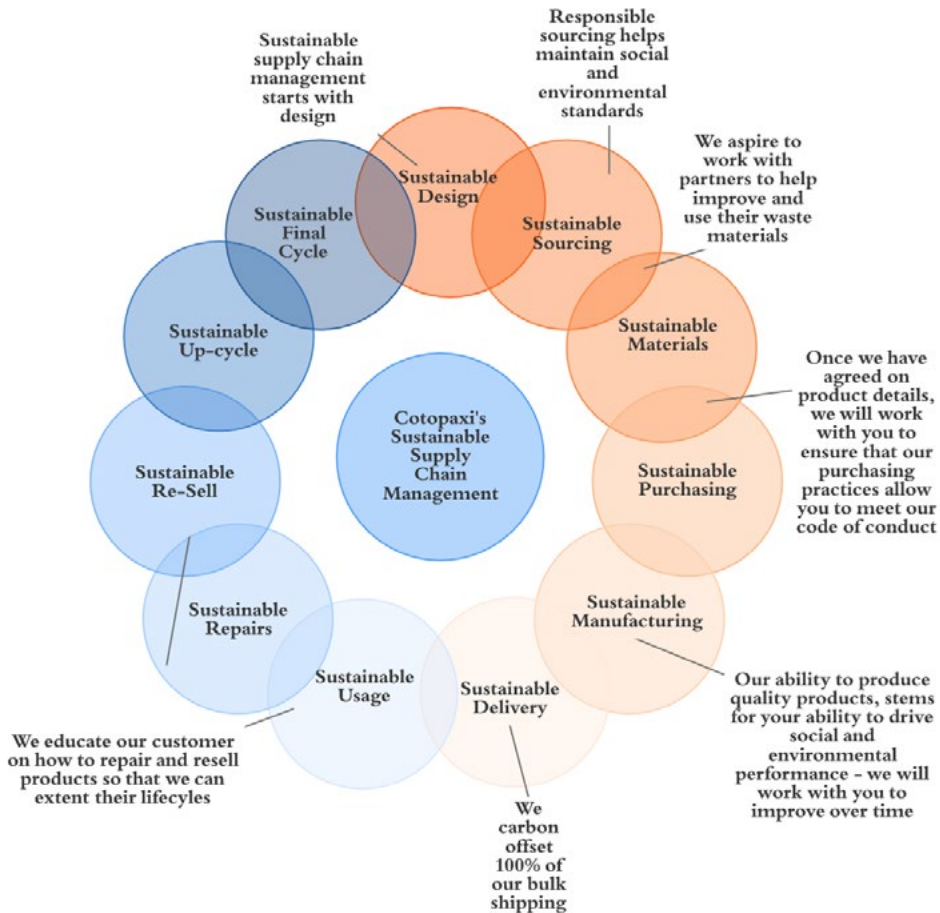 Sustainable
supply chain
management
starts with
design
Responsible
sourcing helps
maintain social
and
environmental
standards
We aspire to
work with
partners to help
improve and
use their waste
materials
Sustainable
Design
Sustainable
Sourcing
Sustainable
Materials
Once we have
agreed on
product details,
we will work
with you to
ensure that our
purchasing
practices allow
you to meet our
code of conduct
Sustainable
Purchasing
Sustainable
Manufacturing
Our ability to produce
quality products, stems
for your ability to drive
social and
environmental
performance - we will
work with you to
improve over time
Sustainable
Delivery
We
carbon
offset
100% of
our bulk
shipping
Sustainable
Usage
Sustainable
Repairs
We educate our customer
on how to repair and resell
products so that we can
extent their lifecyles
Sustainable
Re-Sell
Sustainable
Up-cycle
Sustainable
Final
Cycle
Cotopaxi's
Sustainable
Supply
Chain
Management